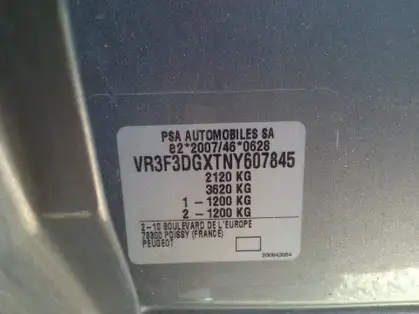 PSA AUTOMOBILES SA
e2*2007/46*0628
VR3F3DGXTNY607845
2120 KG
3620 KG
1 - 1200 KG
2 - 1200 KG
2-10 BOULEVARD DE L'EUROPE
78300 POISSY (FRANCE)
PEUGEOT